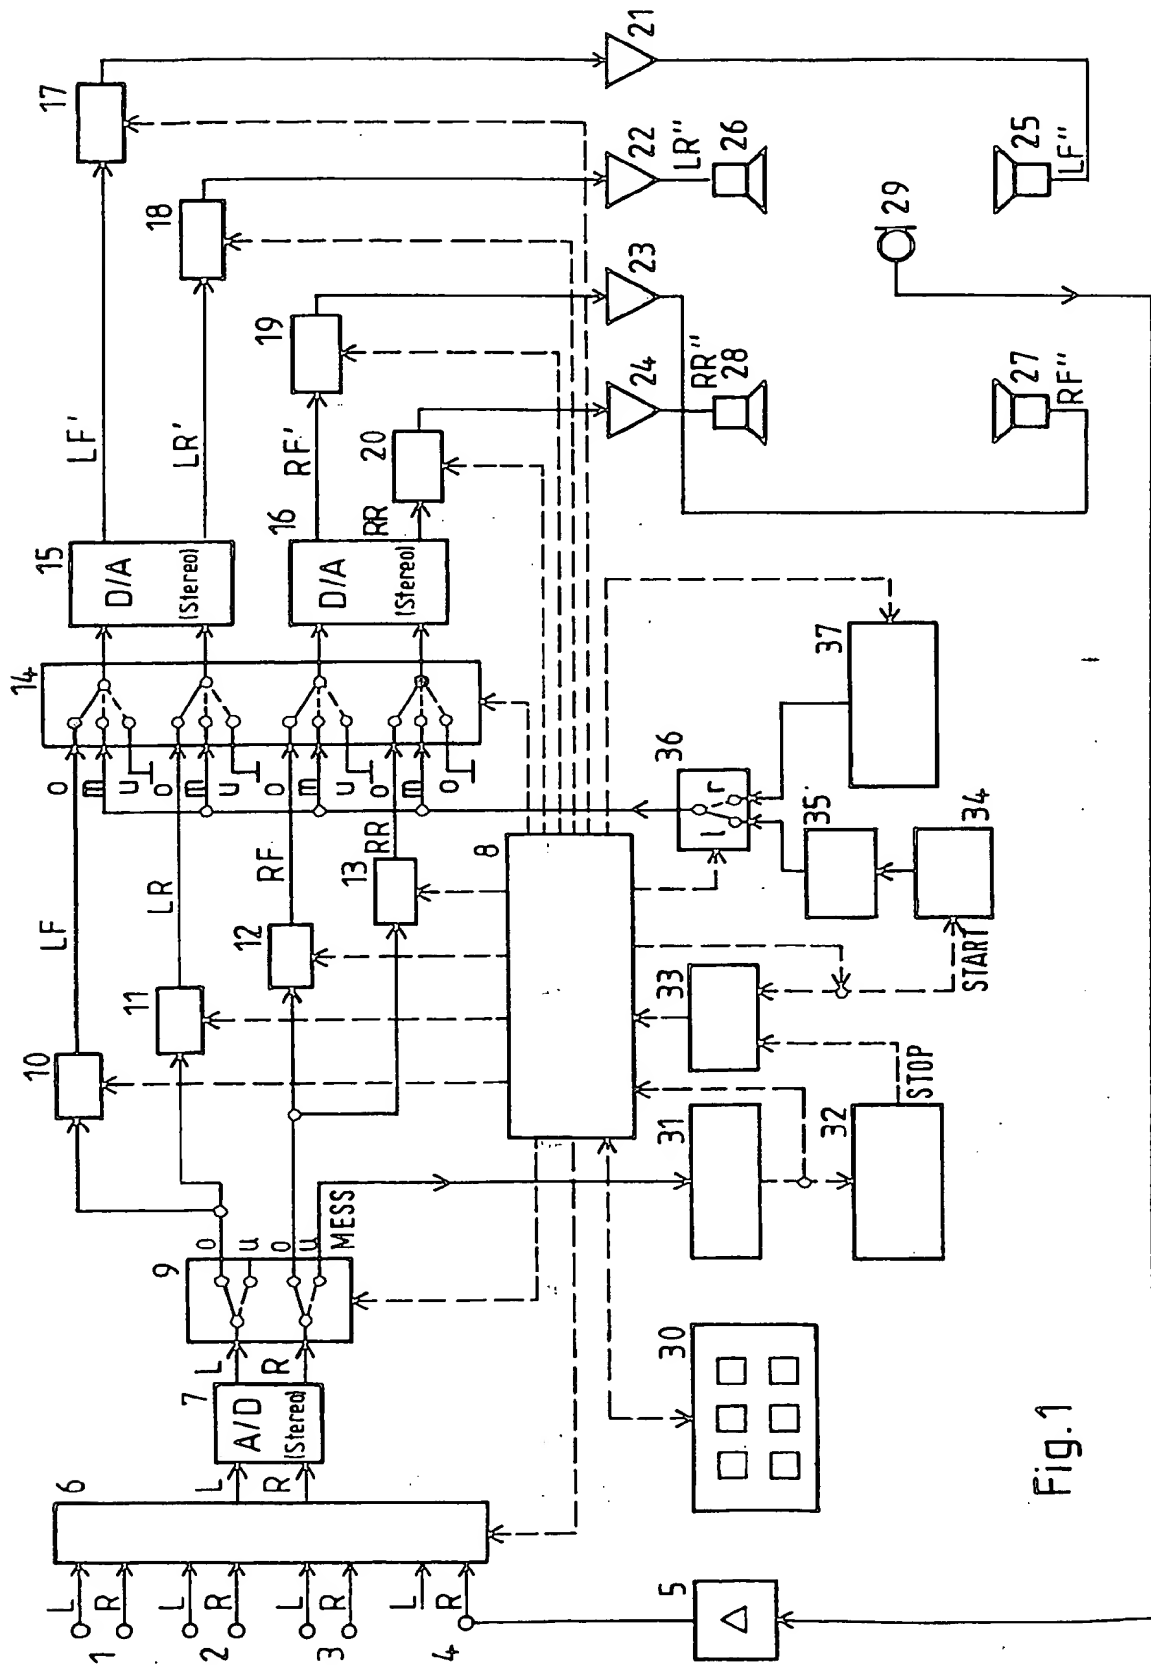 L
R
1
L
R
2
L
R
3
L
R
4
5
Δ
6
L
R
7
A/D
(Stereo)
L
R
9
o
u
o
u
MESS
10
11
12
13
LF
LR
RF
RR
8
14
o
m
u
o
m
u
o
m
u
o
m
o
15
D/A
(Stereo)
16
D/A
(Stereo)
LF'
LR'
RF'
RR
17
18
19
20
21
22
23
24
LR"
26
RR"
28
25
LF"
27
RF"
29
30
31
32
STOP
33
START
34
35
36
l
r
37
Fig.1